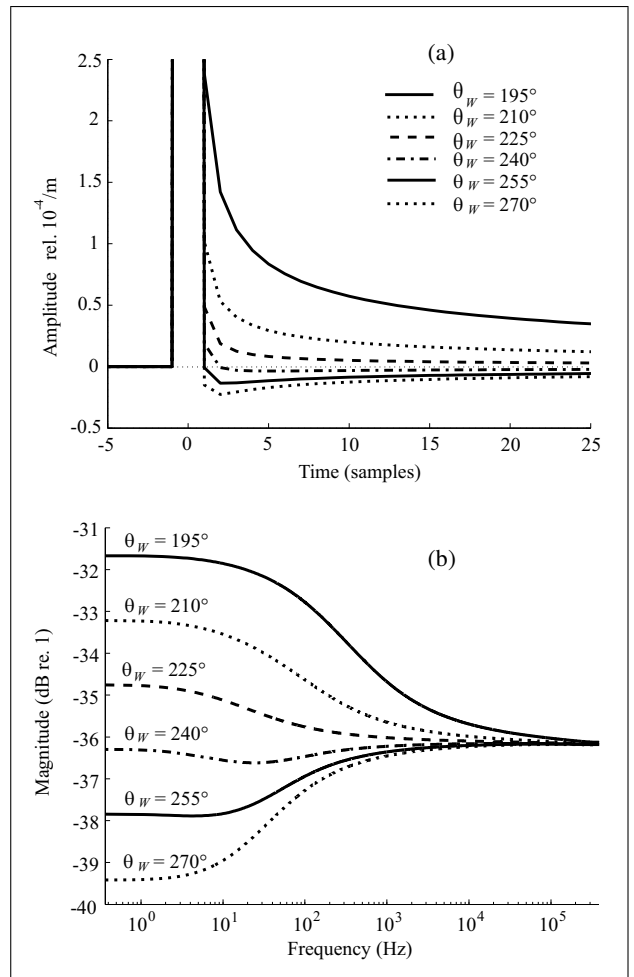 (a)
2.5
2
1.5
1
0.5
0
-0.5
Amplitude rel. 10⁻⁴/m
θ_W = 195°
θ_W = 210°
θ_W = 225°
θ_W = 240°
θ_W = 255°
θ_W = 270°
-5 0 5 10 15 20 25
Time (samples)
(b)
-31
-32
-33
-34
-35
-36
-37
-38
-39
-40
Magnitude (dB re. 1)
θ_W = 195°
θ_W = 210°
θ_W = 225°
θ_W = 240°
θ_W = 255°
θ_W = 270°
10⁰ 10¹ 10² 10³ 10⁴ 10⁵
Frequency (Hz)